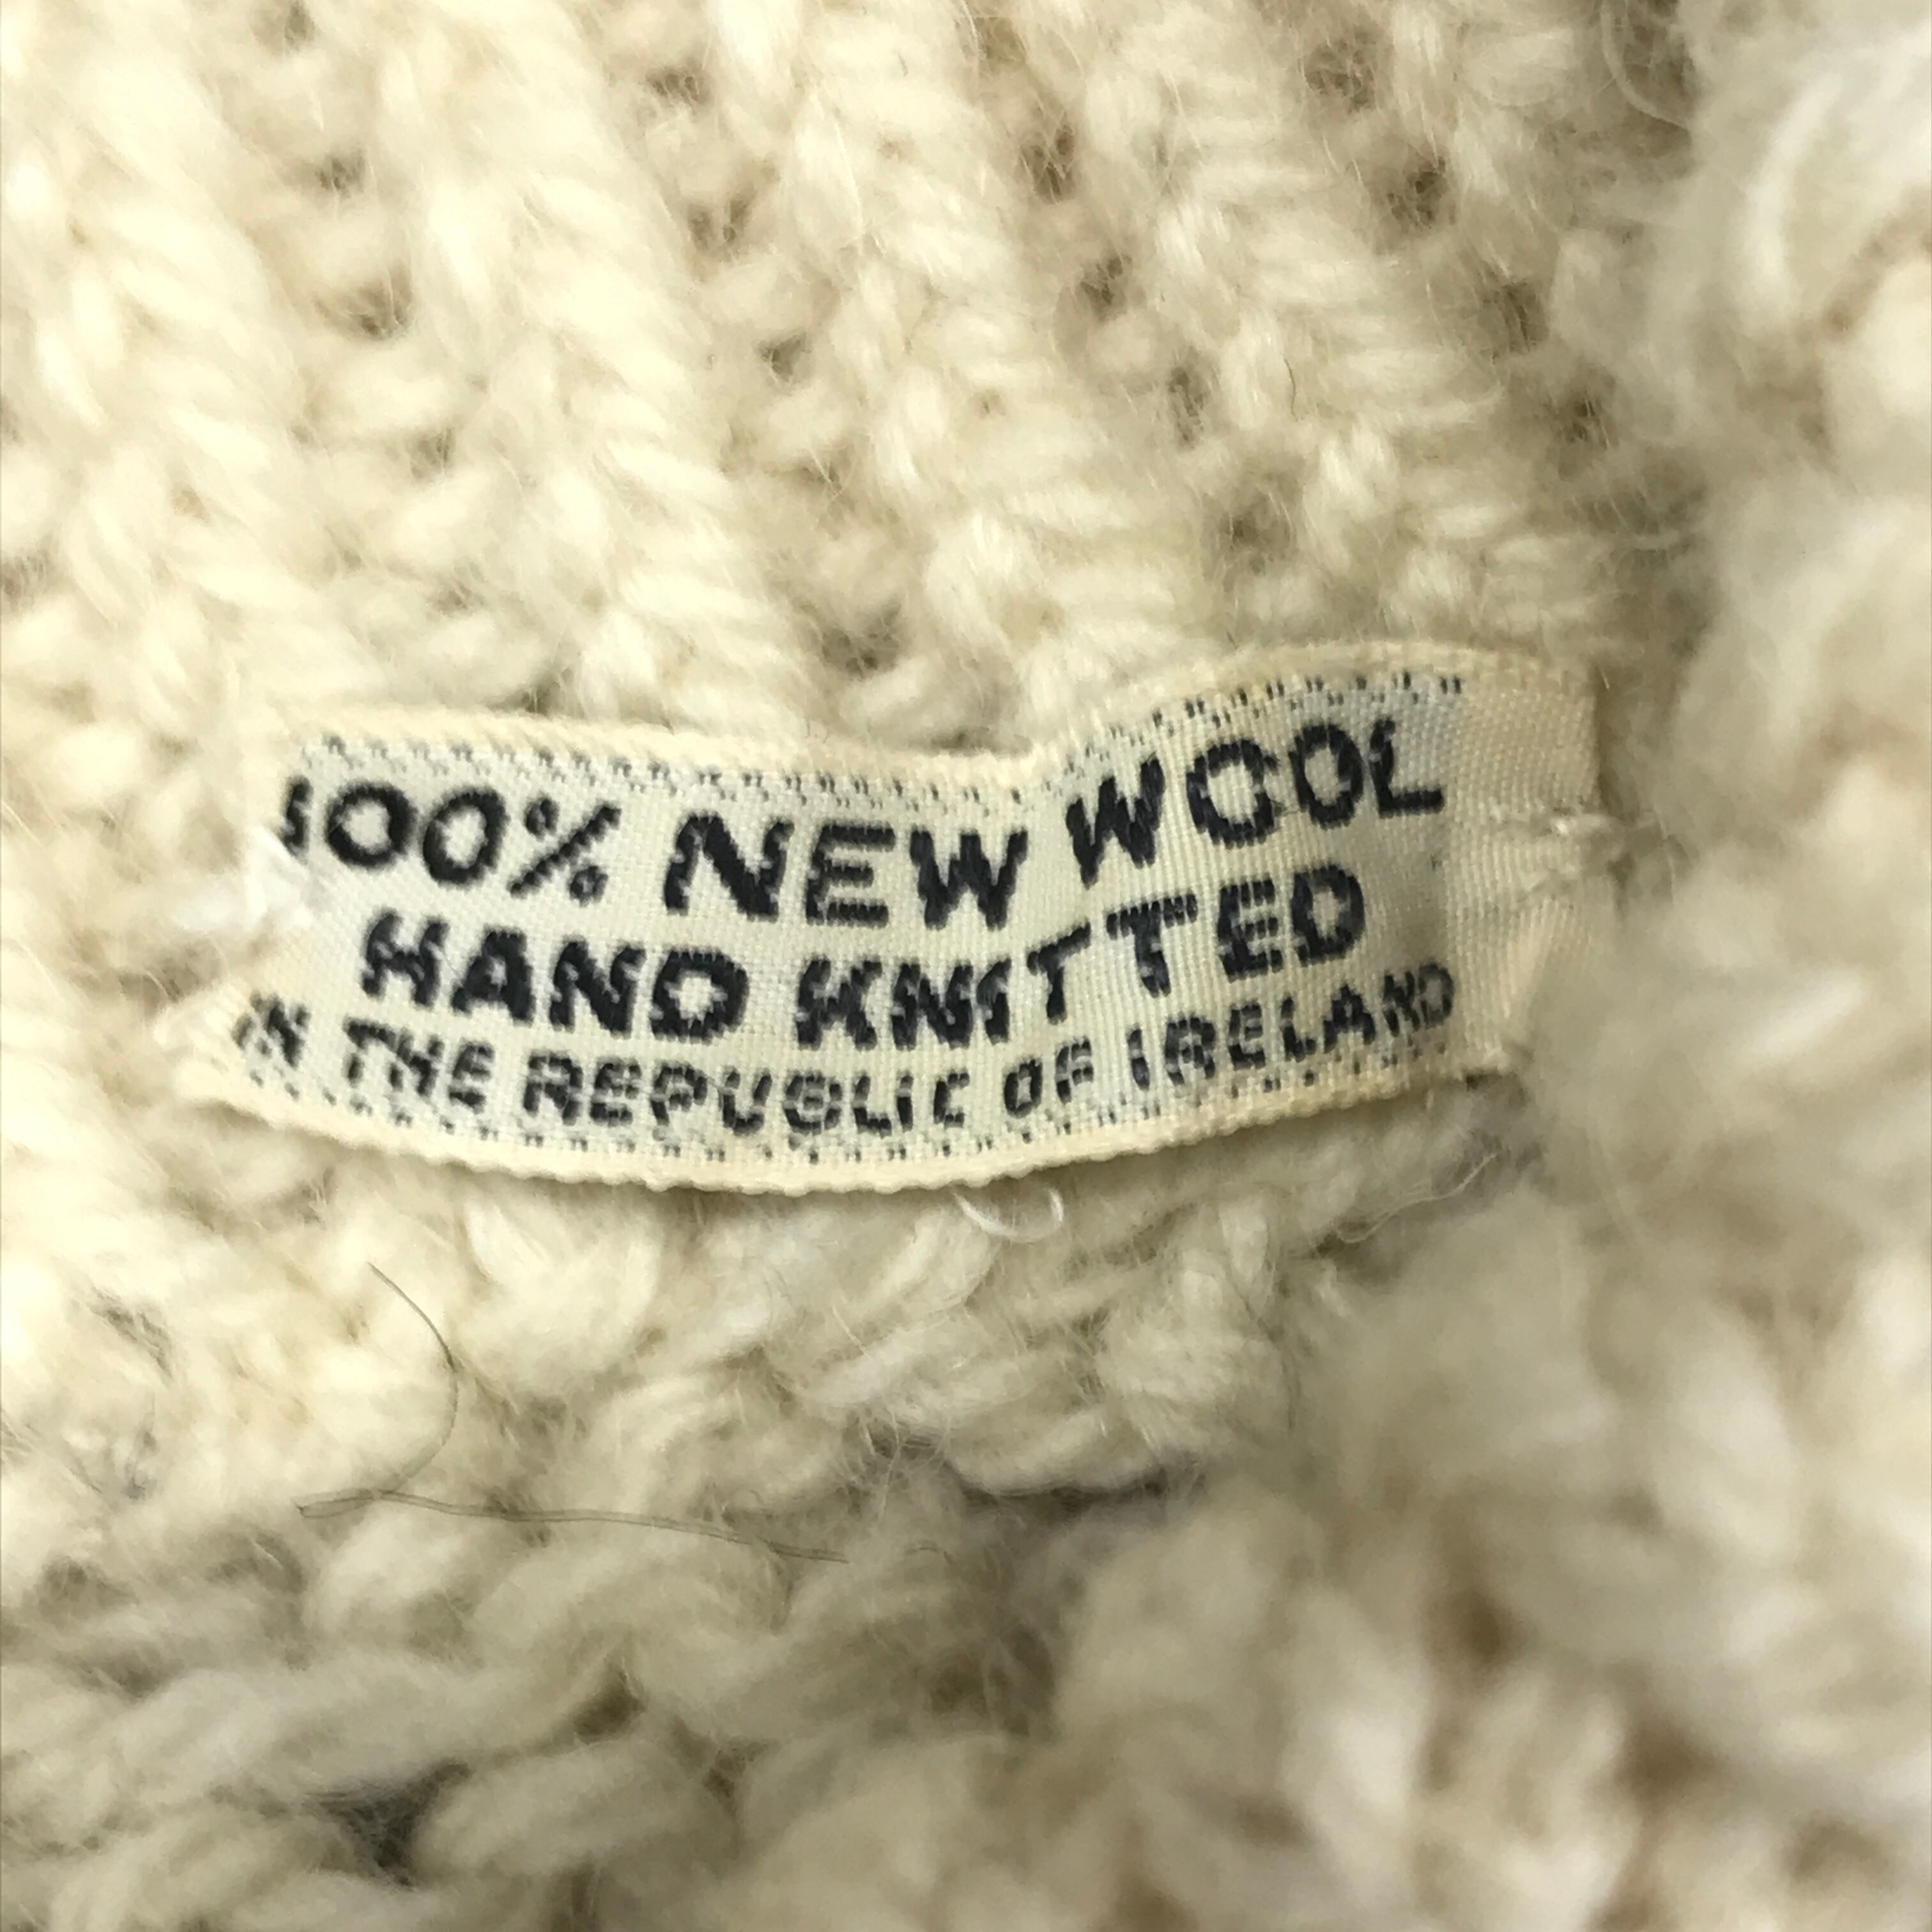 100% NEW WOOL
HAND KNITTED
IN THE REPUBLIC OF IRELAND